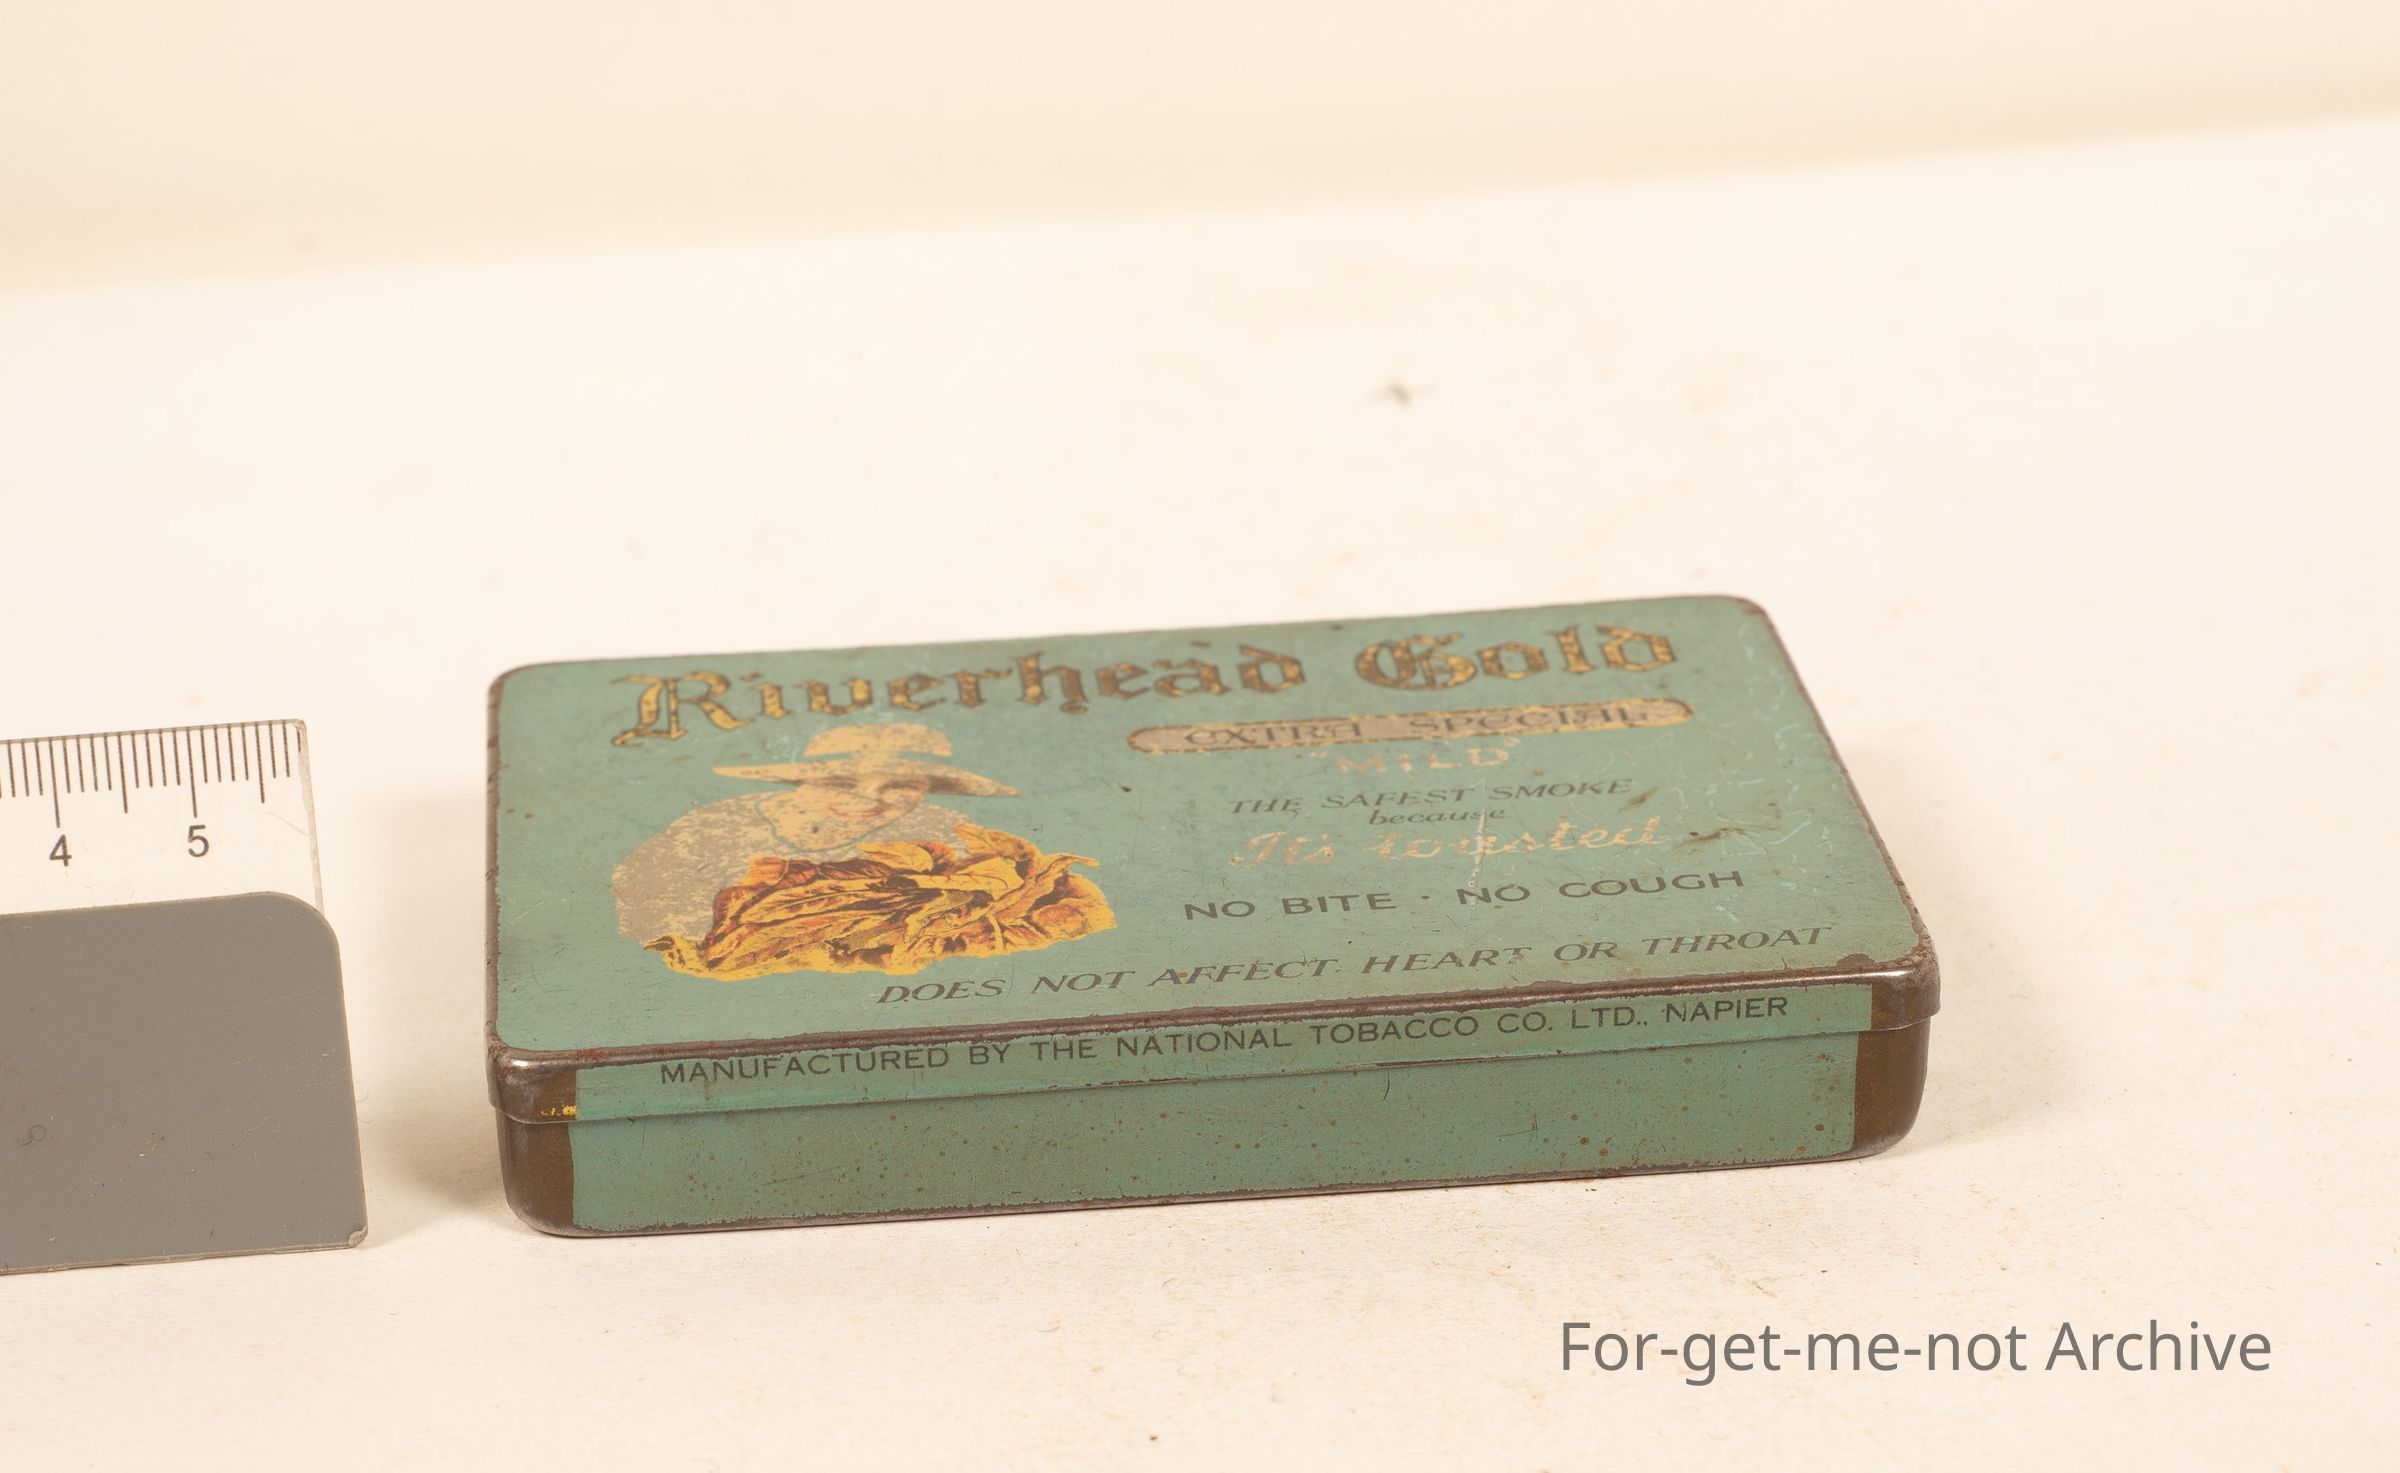 Riverhead Gold
EXTRA SPECIAL
"MILD"
THE SAFEST SMOKE
because
It's toasted
NO BITE · NO COUGH
DOES NOT AFFECT HEART OR THROAT
MANUFACTURED BY THE NATIONAL TOBACCO CO. LTD., NAPIER
4 5
For-get-me-not Archive